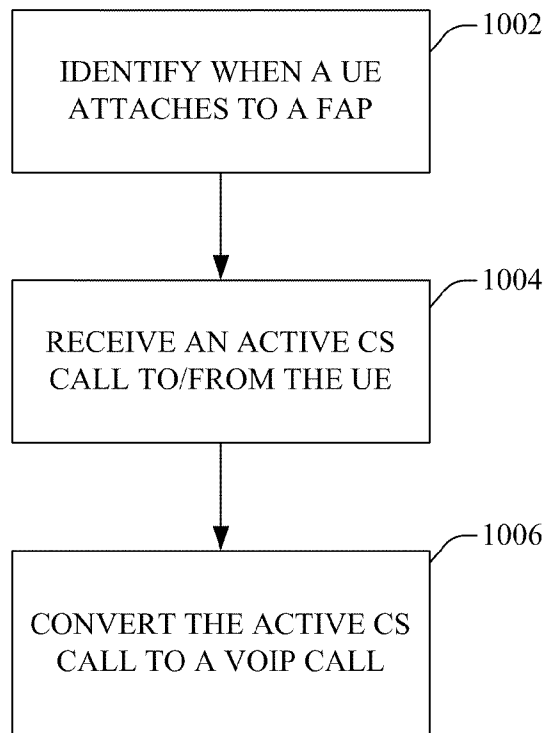 1002
IDENTIFY WHEN A UE
ATTACHES TO A FAP
1004
RECEIVE AN ACTIVE CS
CALL TO/FROM THE UE
1006
CONVERT THE ACTIVE CS
CALL TO A VOIP CALL